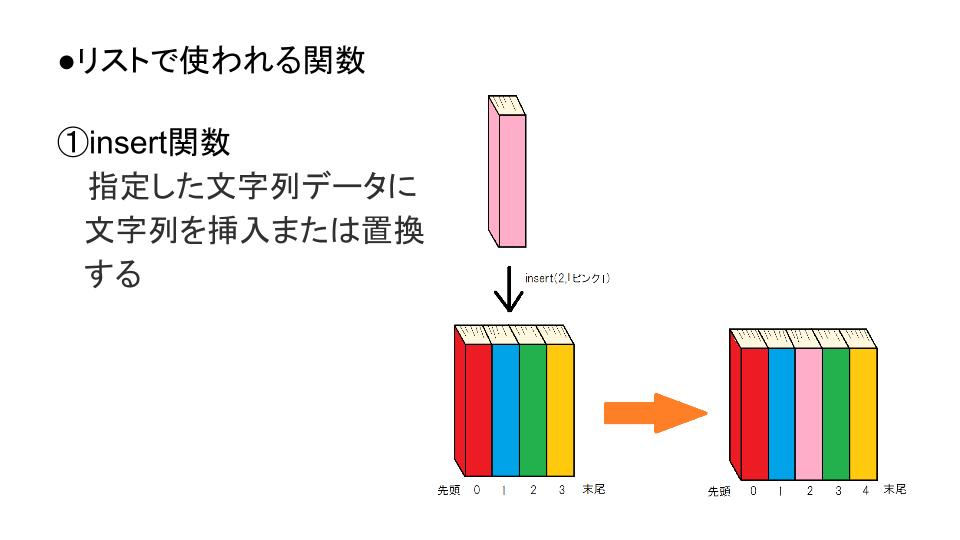 ●リストで使われる関数
①insert関数
指定した文字列データに
文字列を挿入または置換
する
insert(2,'ピンク')
先頭 0 1 2 3 末尾
先頭 0 1 2 3 4 末尾